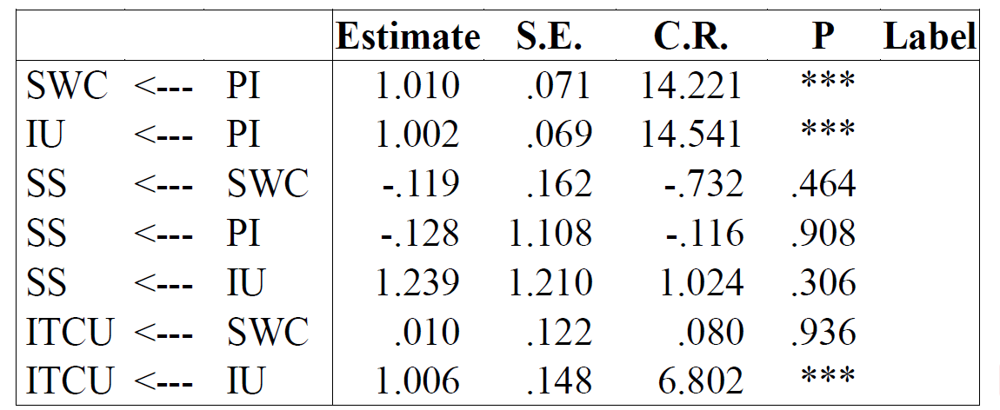 Estimate S.E. C.R. P Label
SWC <--- PI 1.010 .071 14.221 ***
IU <--- PI 1.002 .069 14.541 ***
SS <--- SWC -.119 .162 -.732 .464
SS <--- PI -.128 1.108 -.116 .908
SS <--- IU 1.239 1.210 1.024 .306
ITCU <--- SWC .010 .122 .080 .936
ITCU <--- IU 1.006 .148 6.802 ***